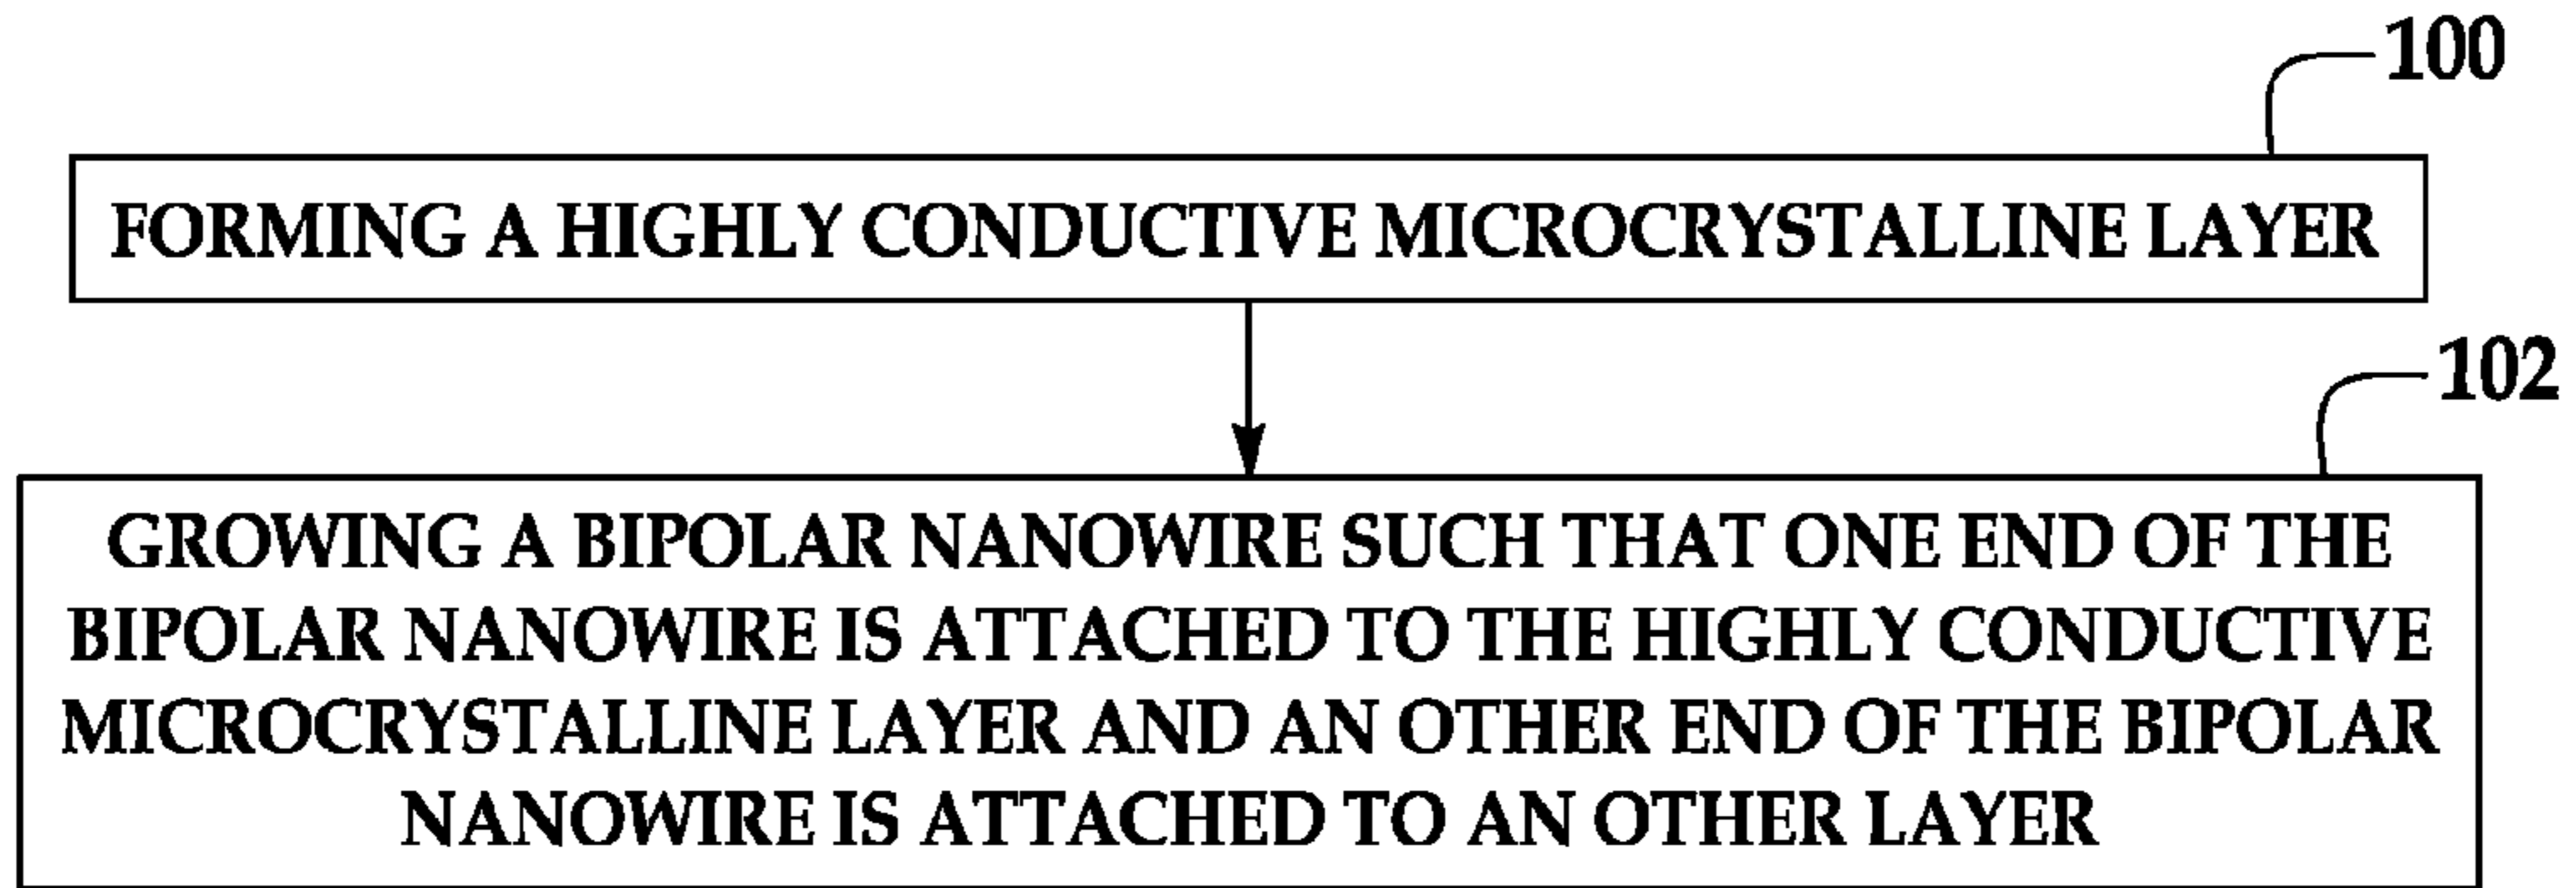 100
FORMING A HIGHLY CONDUCTIVE MICROCRYSTALLINE LAYER
102
GROWING A BIPOLAR NANOWIRE SUCH THAT ONE END OF THE
BIPOLAR NANOWIRE IS ATTACHED TO THE HIGHLY CONDUCTIVE
MICROCRYSTALLINE LAYER AND AN OTHER END OF THE BIPOLAR
NANOWIRE IS ATTACHED TO AN OTHER LAYER